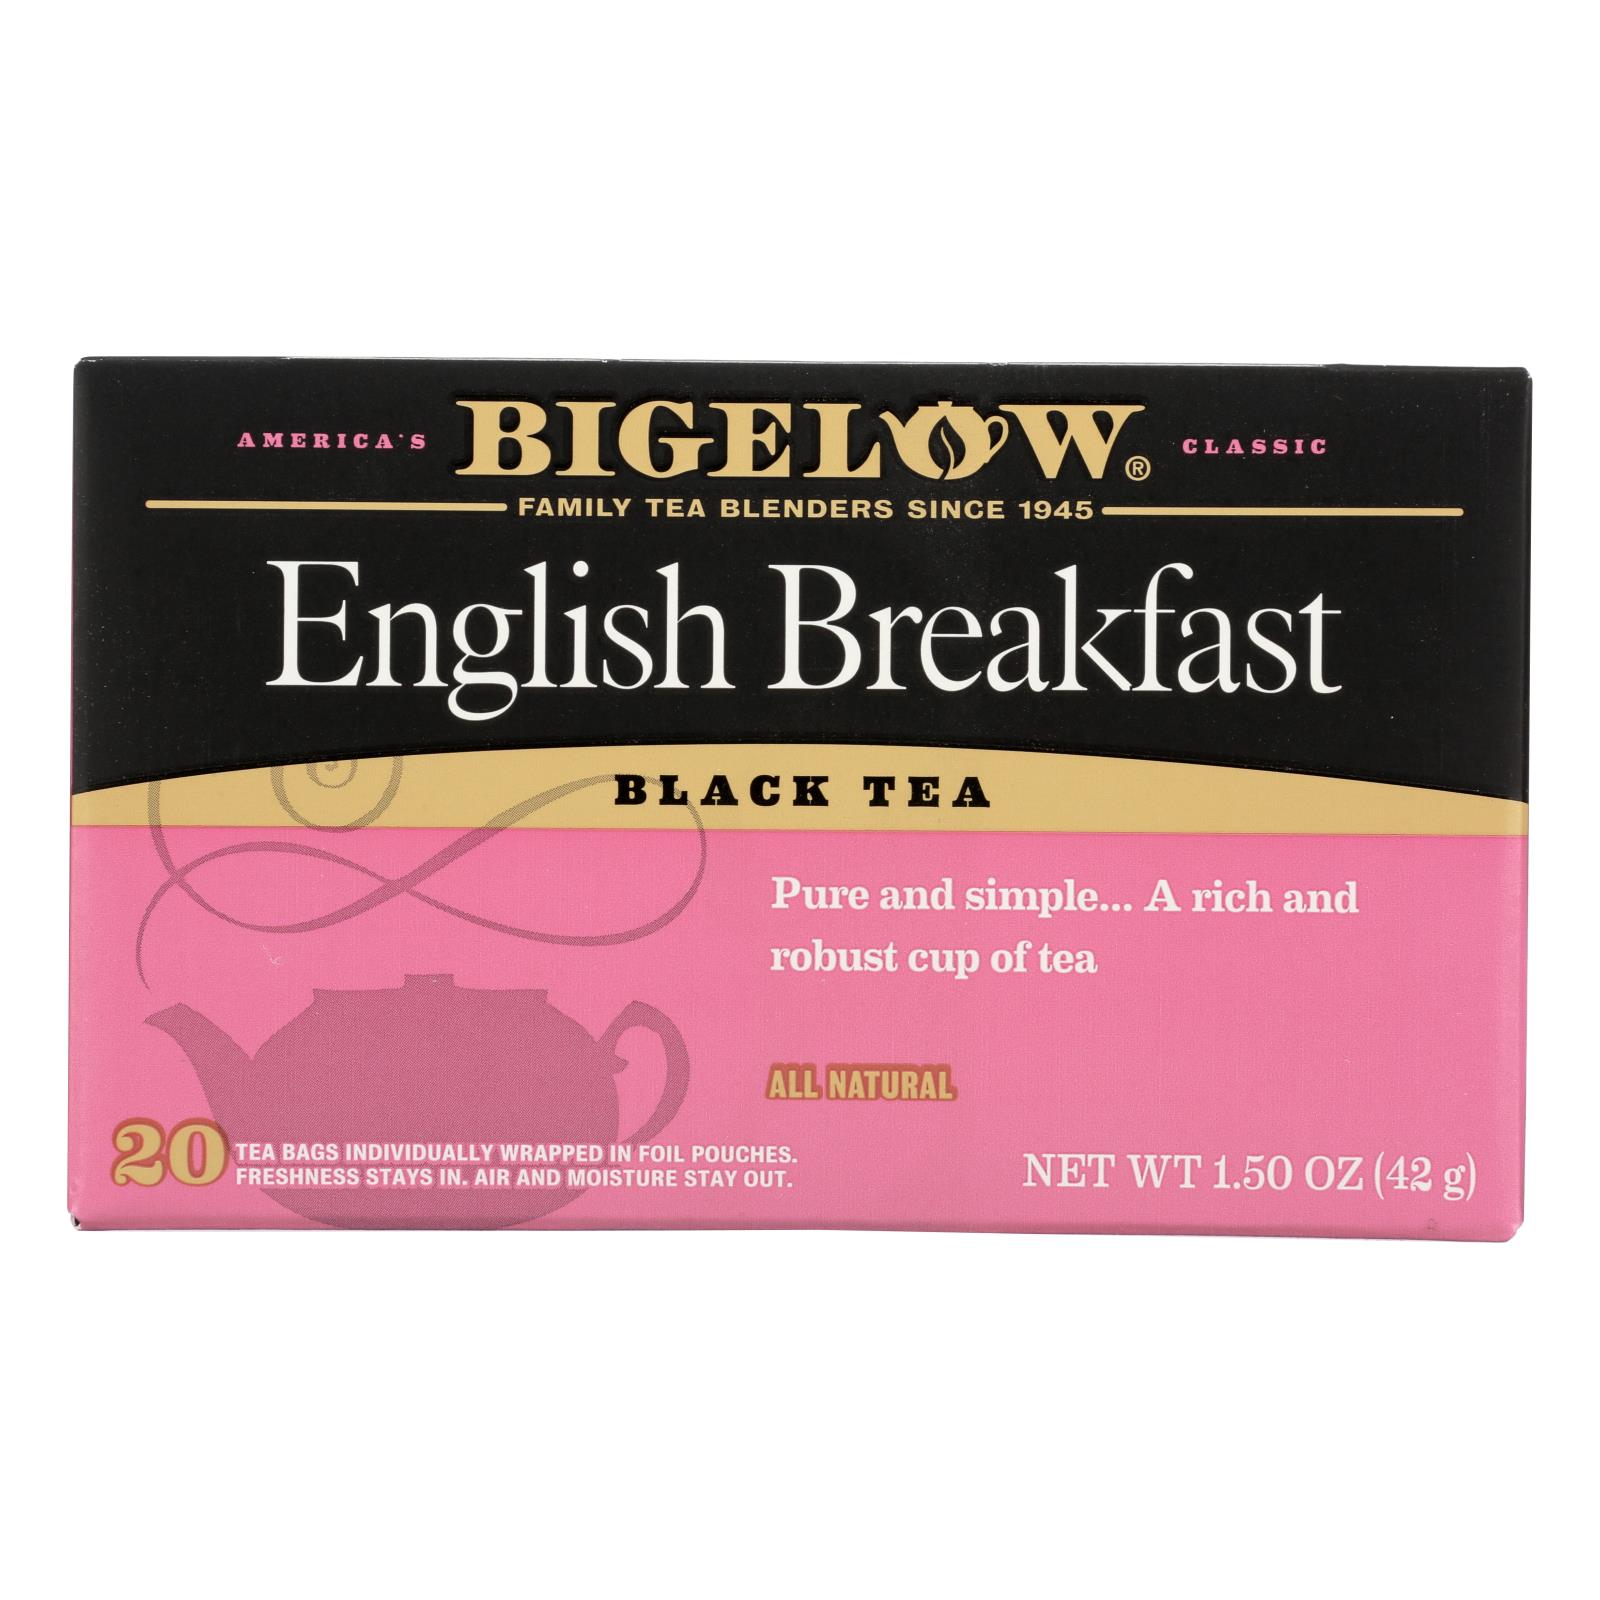 AMERICA'S BIGELOW® CLASSIC
FAMILY TEA BLENDERS SINCE 1945
English Breakfast
BLACK TEA
Pure and simple... A rich and
robust cup of tea
ALL NATURAL
20 TEA BAGS INDIVIDUALLY WRAPPED IN FOIL POUCHES.
FRESHNESS STAYS IN. AIR AND MOISTURE STAY OUT.
NET WT 1.50 OZ (42 g)